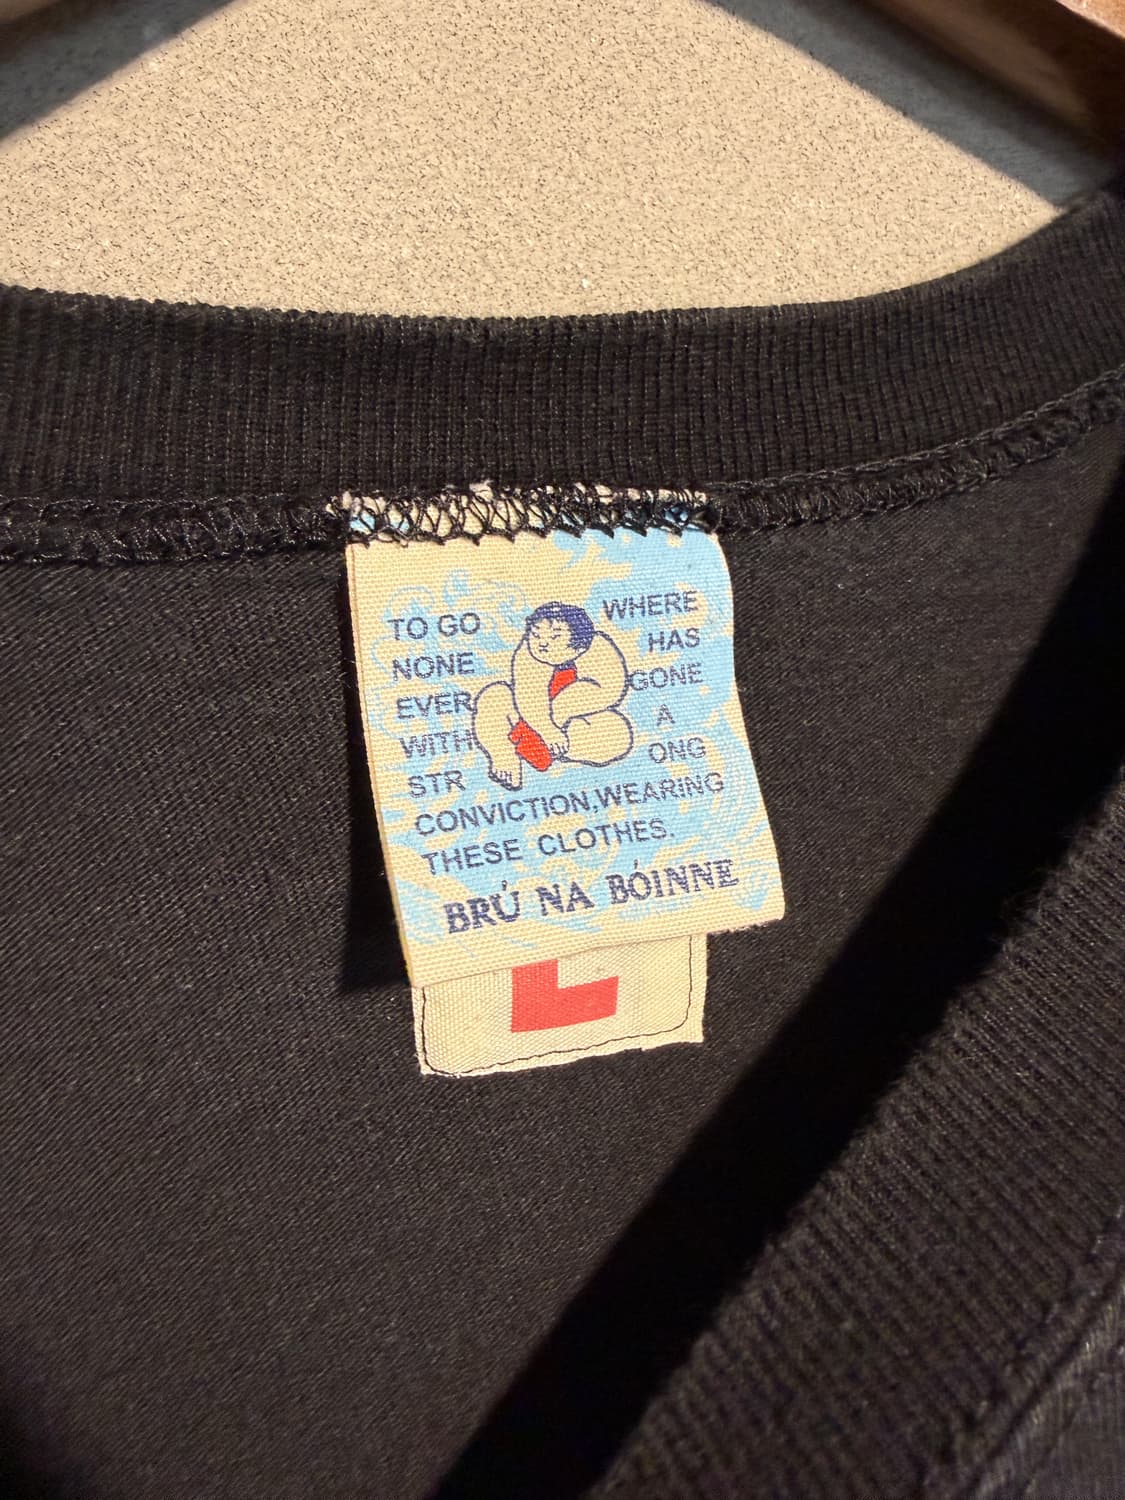 TO GO WHERE
NONE HAS
EVER GONE
WITH A
STR ONG
CONVICTION,WEARING
THESE CLOTHES.
BRÚ NA BÓINNE
L